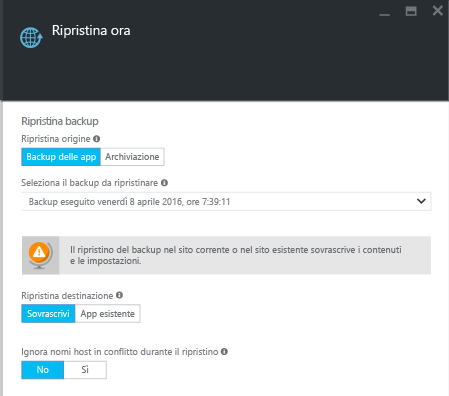 Ripristina ora
Ripristina backup
Ripristina origine
Backup delle app Archiviazione
Seleziona il backup da ripristinare
Backup eseguito venerdì 8 aprile 2016, ore 7:39:11
Il ripristino del backup nel sito corrente o nel sito esistente sovrascrive i contenuti
e le impostazioni.
Ripristina destinazione
Sovrascrivi App esistente
Ignora nomi host in conflitto durante il ripristino
No Sì